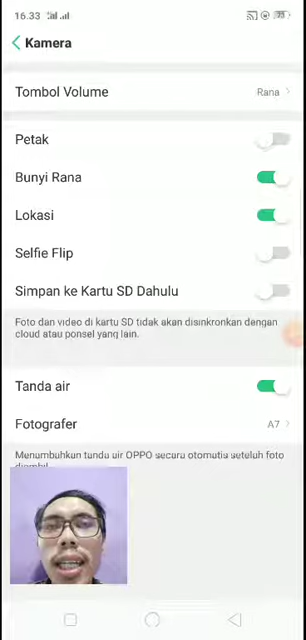 16.33
Kamera
Tombol Volume
Rana
Petak
Bunyi Rana
Lokasi
Selfie Flip
Simpan ke Kartu SD Dahulu
Foto dan video di kartu SD tidak akan disinkronkan dengan
cloud atau ponsel yang lain.
Tanda air
Fotografer
A7
Menambahkan tanda air OPPO secara otomatis setelah foto